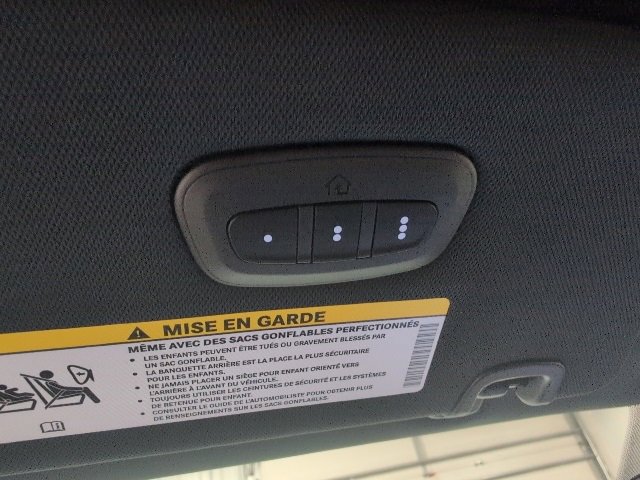 MISE EN GARDE
MÊME AVEC DES SACS GONFLABLES PERFECTIONNÉS
• LES ENFANTS PEUVENT ÊTRE TUÉS OU GRAVEMENT BLESSÉS PAR
UN SAC GONFLABLE.
• LA BANQUETTE ARRIÈRE EST LA PLACE LA PLUS SÉCURITAIRE
POUR LES ENFANTS.
• NE JAMAIS PLACER UN SIÈGE POUR ENFANT ORIENTÉ VERS
L'ARRIÈRE À L'AVANT DU VÉHICULE.
• TOUJOURS UTILISER LES CEINTURES DE SÉCURITÉ ET LES SYSTÈMES
DE RETENUE POUR ENFANT.
• CONSULTER LE GUIDE DE L'AUTOMOBILISTE POUR OBTENIR PLUS
DE RENSEIGNEMENTS SUR LES SACS GONFLABLES.